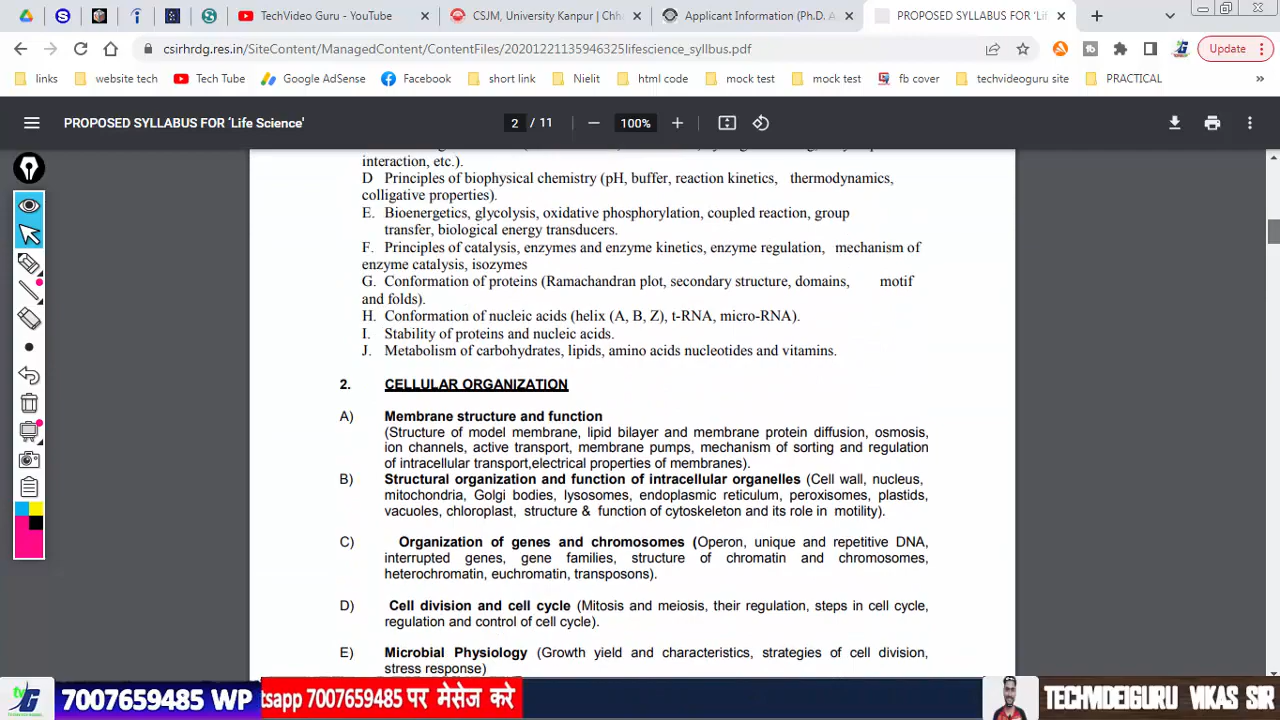 TechVideo Guru - YouTube
CSJM, University Kanpur | Chh
Applicant Information (Ph.D. A
PROPOSED SYLLABUS FOR 'Li
csirhrdg.res.in/SiteContent/ManagedContent/ContentFiles/20201221135946325lifescience_syllbus.pdf
Update
links
website tech
Tech Tube
Google AdSense
Facebook
short link
Nielit
html code
mock test
mock test
fb cover
techvideoguru site
PRACTICAL
PROPOSED SYLLABUS FOR 'Life Science'
2 / 11
100%
interaction, etc.).
D Principles of biophysical chemistry (pH, buffer, reaction kinetics, thermodynamics,
colligative properties).
E. Bioenergetics, glycolysis, oxidative phosphorylation, coupled reaction, group
transfer, biological energy transducers.
F. Principles of catalysis, enzymes and enzyme kinetics, enzyme regulation, mechanism of
enzyme catalysis, isozymes
G. Conformation of proteins (Ramachandran plot, secondary structure, domains, motif
and folds).
H. Conformation of nucleic acids (helix (A, B, Z), t-RNA, micro-RNA).
I. Stability of proteins and nucleic acids.
J. Metabolism of carbohydrates, lipids, amino acids nucleotides and vitamins.
2. CELLULAR ORGANIZATION
A) Membrane structure and function
(Structure of model membrane, lipid bilayer and membrane protein diffusion, osmosis,
ion channels, active transport, membrane pumps, mechanism of sorting and regulation
of intracellular transport,electrical properties of membranes).
B) Structural organization and function of intracellular organelles (Cell wall, nucleus,
mitochondria, Golgi bodies, lysosomes, endoplasmic reticulum, peroxisomes, plastids,
vacuoles, chloroplast, structure & function of cytoskeleton and its role in motility).
C) Organization of genes and chromosomes (Operon, unique and repetitive DNA,
interrupted genes, gene families, structure of chromatin and chromosomes,
heterochromatin, euchromatin, transposons).
D) Cell division and cell cycle (Mitosis and meiosis, their regulation, steps in cell cycle,
regulation and control of cell cycle).
E) Microbial Physiology (Growth yield and characteristics, strategies of cell division,
stress response)
7007659485 WP
tsapp 7007659485 पर मेसेज करे
TECHVIDEIGURU VIKAS SIR